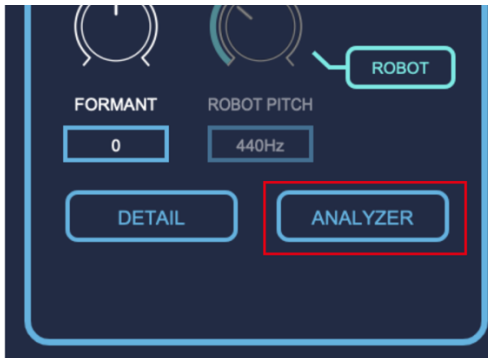 ROBOT
FORMANT
ROBOT PITCH
0
440Hz
DETAIL
ANALYZER